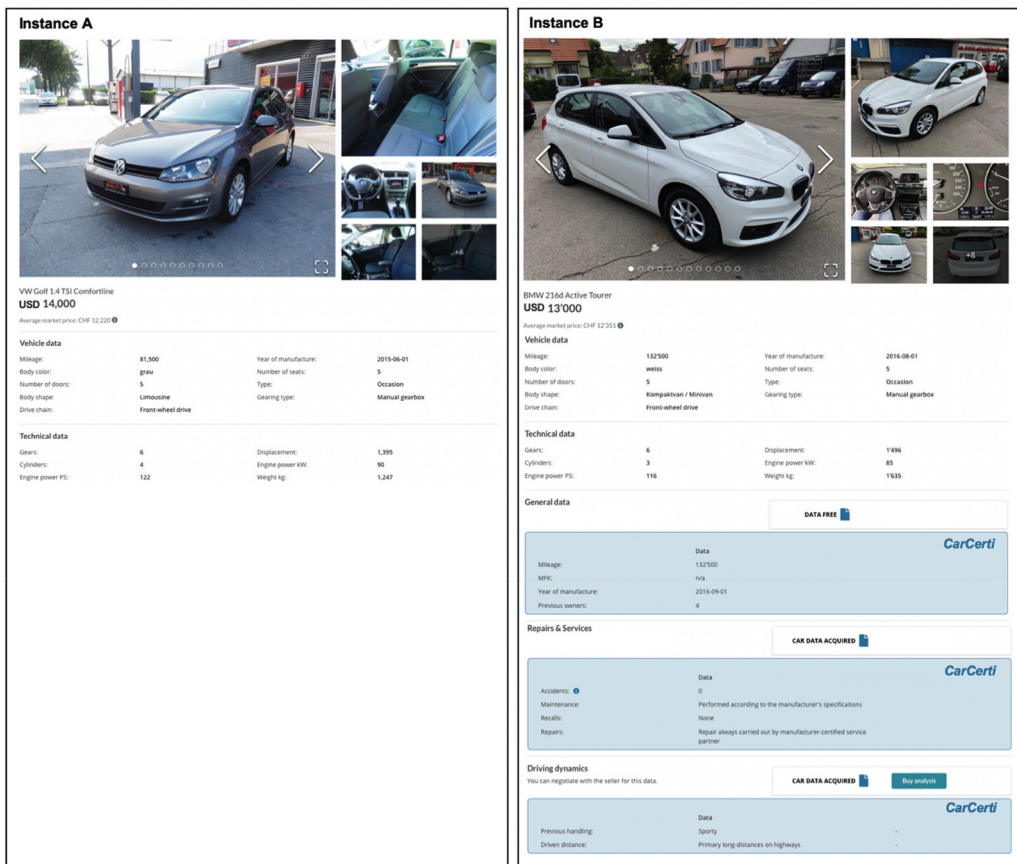 Instance A
VW Golf 1.4 TSI Comfortline
USD 14,000
Average market price: CHF 12,220
Vehicle data
Mileage: 81,500 Year of manufacture: 2015-06-01
Body color: grau Number of seats: 5
Number of doors: 5 Type: Occasion
Body shape: Limousine Gearing type: Manual gearbox
Drive chain: Front-wheel drive
Technical data
Gears: 6 Displacement: 1,395
Cylinders: 4 Engine power kW: 90
Engine power PS: 122 Weight kg: 1,247
Instance B
+8
BMW 216d Active Tourer
USD 13'000
Average market price: CHF 12'351
Vehicle data
Mileage: 132'500 Year of manufacture: 2016-08-01
Body color: weiss Number of seats: 5
Number of doors: 5 Type: Occasion
Body shape: Kompaktvan / Minivan Gearing type: Manual gearbox
Drive chain: Front-wheel drive
Technical data
Gears: 6 Displacement: 1'496
Cylinders: 3 Engine power kW: 85
Engine power PS: 116 Weight kg: 1'635
General data
DATA FREE
CarCerti
Data
Mileage: 132'500
MFK: n/a
Year of manufacture: 2016-09-01
Previous owners: 4
Repairs & Services
CAR DATA ACQUIRED
CarCerti
Data
Accidents: 0
Maintenance: Performed according to the manufacturer's specifications
Recalls: None
Repairs: Repair always carried out by manufacturer-certified service
partner
Driving dynamics
You can negotiate with the seller for this data.
CAR DATA ACQUIRED Buy analysis
CarCerti
Data
Previous handling: Sporty -
Driven distance: Primary long-distances on highways -